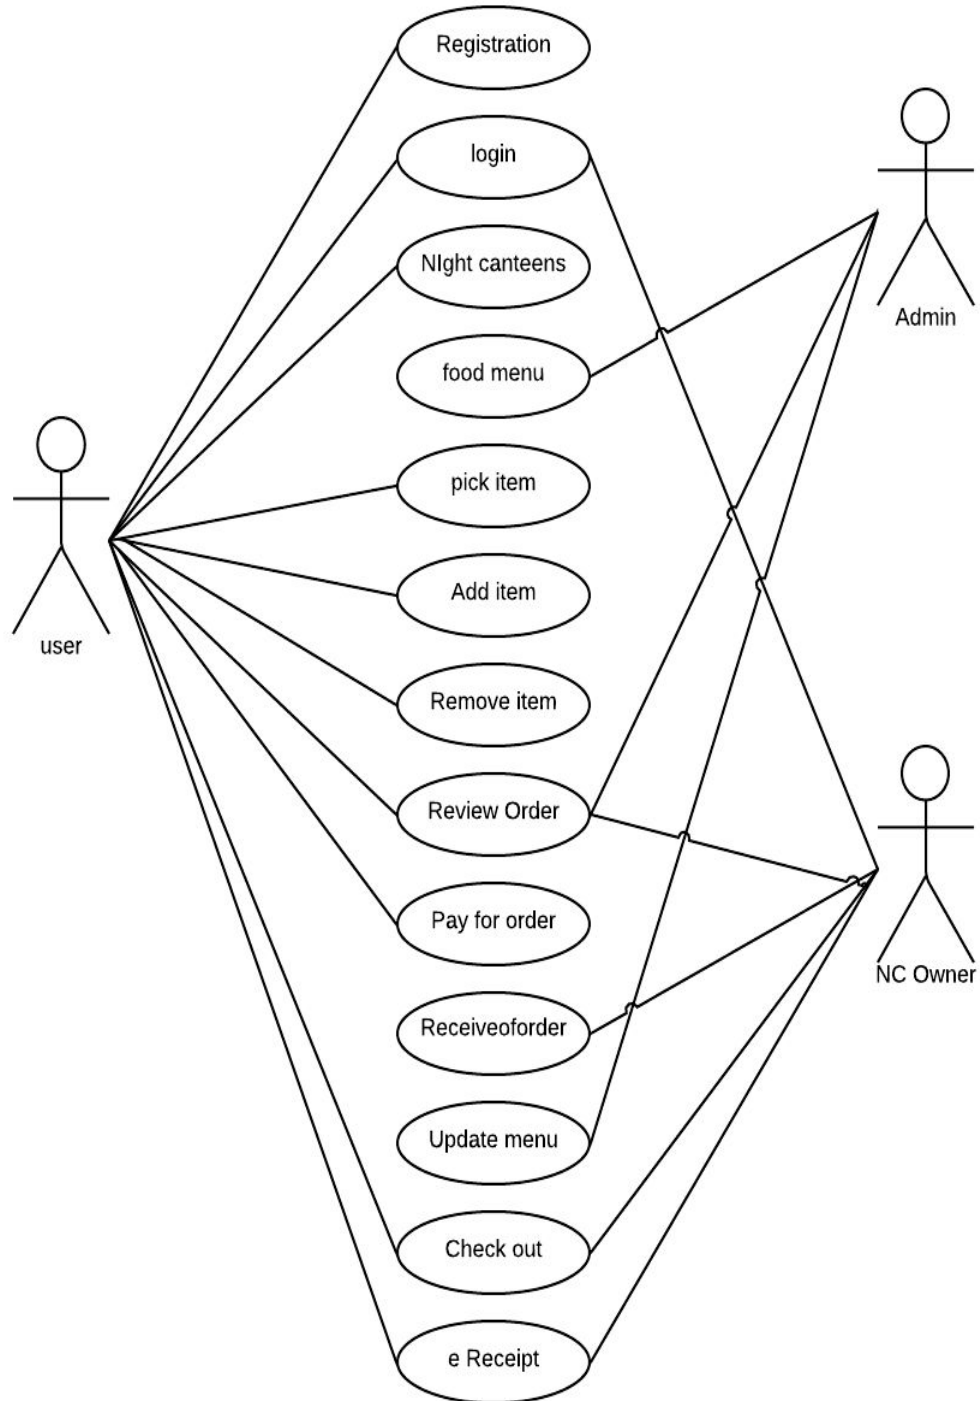 Registration
login
NIght canteens
food menu
Admin
pick item
Add item
user
Remove item
Review Order
Pay for order
NC Owner
Receiveoforder
Update menu
Check out
e Receipt